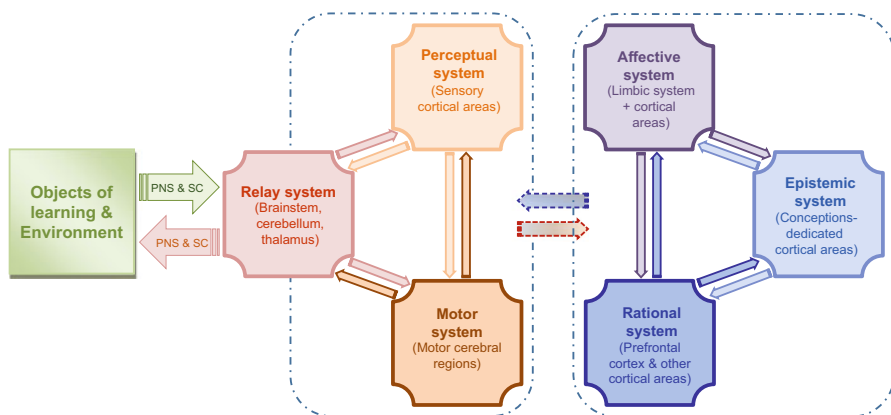 Objects of
learning &
Environment
PNS & SC
PNS & SC
Relay system
(Brainstem,
cerebellum,
thalamus)
Perceptual
system
(Sensory
cortical areas)
Motor
system
(Motor cerebral
regions)
Affective
system
(Limbic system
+ cortical
areas)
Epistemic
system
(Conceptions-
dedicated cortical
areas)
Rational
system
(Prefrontal
cortex & other
cortical areas)